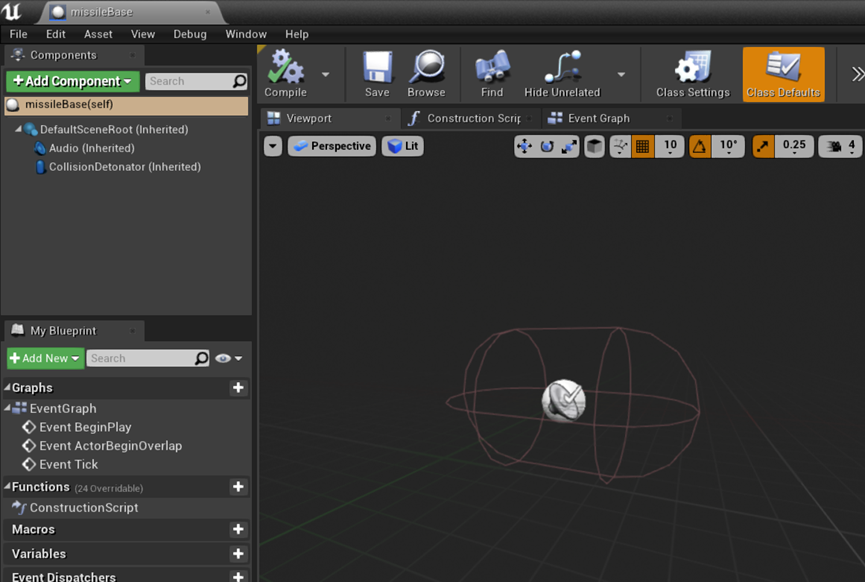 missileBase
File Edit Asset View Debug Window Help
Components
+Add Component Search
missileBase(self)
DefaultSceneRoot (Inherited)
Audio (Inherited)
CollisionDetonator (Inherited)
My Blueprint
+Add New Search
Graphs
EventGraph
Event BeginPlay
Event ActorBeginOverlap
Event Tick
Functions (24 Overridable)
ConstructionScript
Macros
Variables
Event Dispatchers
Compile Save Browse Find Hide Unrelated Class Settings Class Defaults
Viewport Construction Scrip Event Graph
Perspective Lit 10 10° 0.25 4